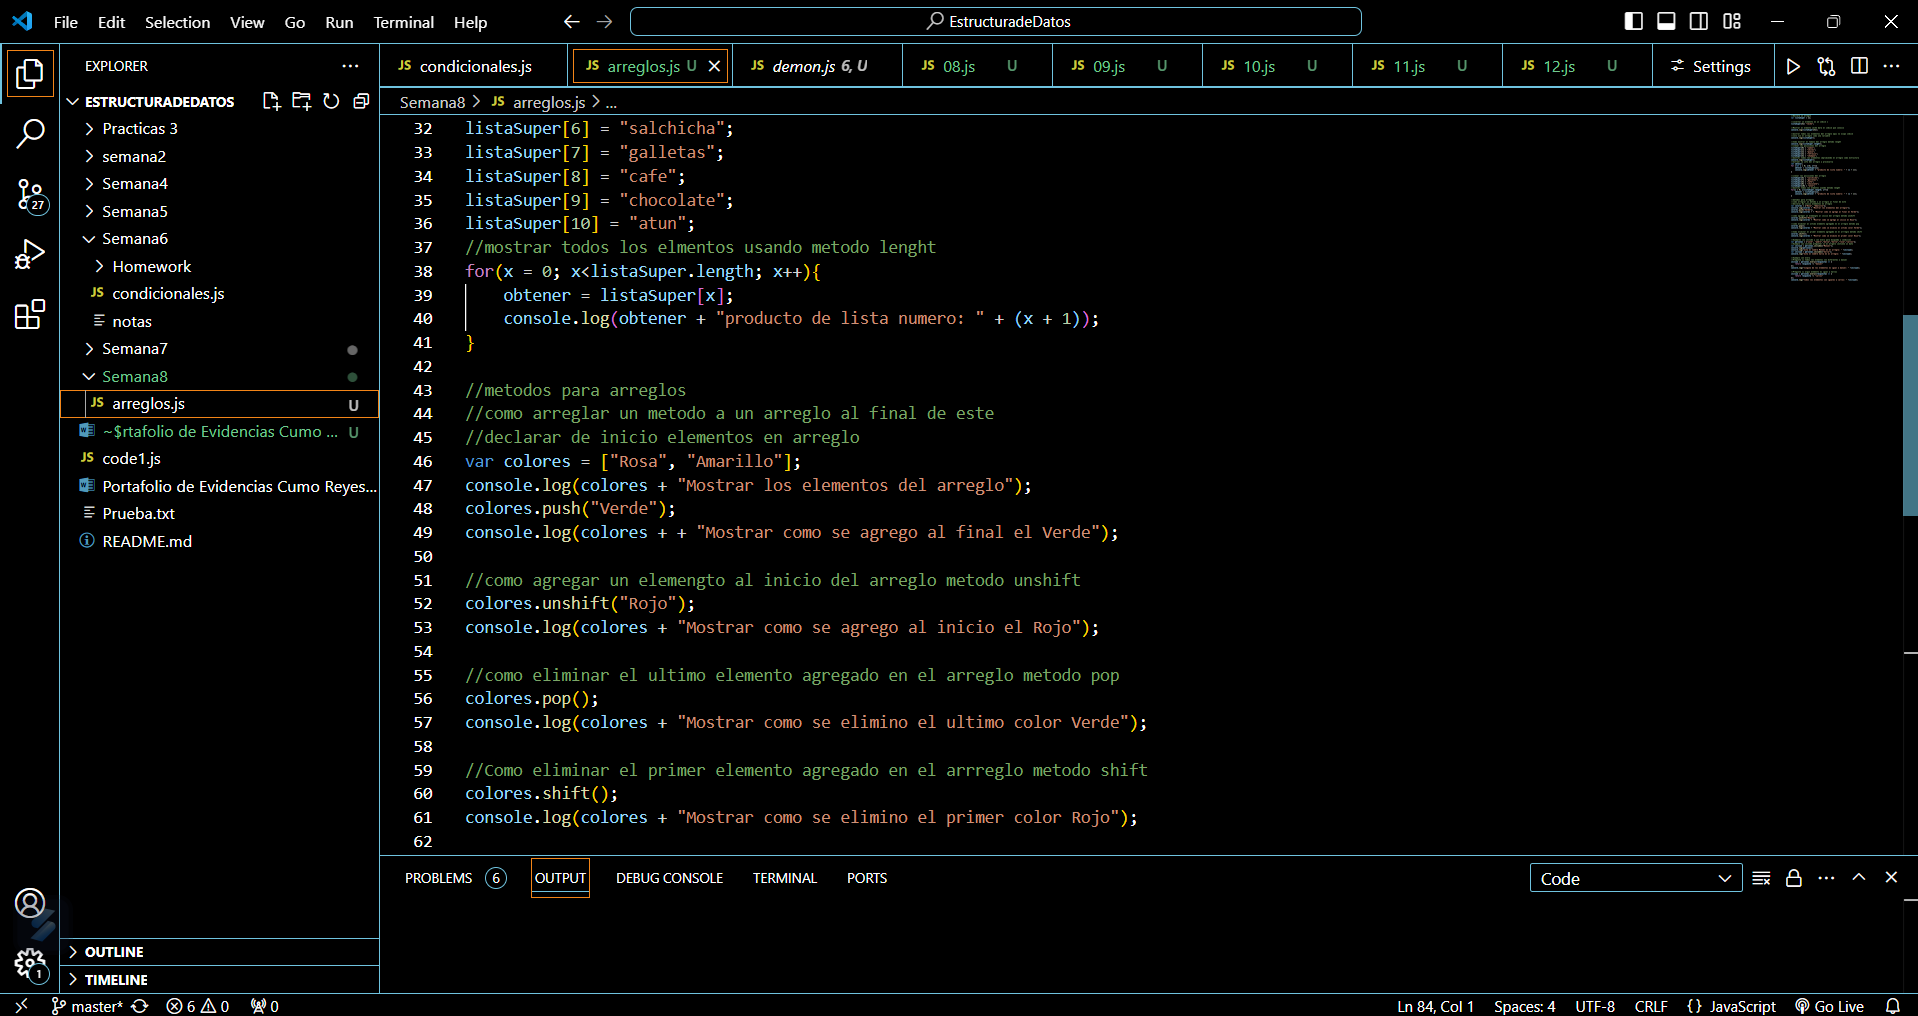 File Edit Selection View Go Run Terminal Help
EstructuradeDatos
EXPLORER
ESTRUCTURADEDATOS
Practicas 3
semana2
Semana4
Semana5
Semana6
Homework
JS condicionales.js
notas
Semana7
Semana8
JS arreglos.js U
~$rtafolio de Evidencias Cumo ... U
JS code1.js
Portafolio de Evidencias Cumo Reyes...
Prueba.txt
README.md
OUTLINE
TIMELINE
27
1
JS condicionales.js
JS arreglos.js U
JS demon.js 6, U
JS 08.js U
JS 09.js U
JS 10.js U
JS 11.js U
JS 12.js U
Settings
Semana8 > JS arreglos.js > ...
32 listaSuper[6] = "salchicha";
33 listaSuper[7] = "galletas";
34 listaSuper[8] = "cafe";
35 listaSuper[9] = "chocolate";
36 listaSuper[10] = "atun";
37 //mostrar todos los elmentos usando metodo lenght
38 for(x = 0; x<listaSuper.length; x++){
39 obtener = listaSuper[x];
40 console.log(obtener + "producto de lista numero: " + (x + 1));
41 }
42
43 //metodos para arreglos
44 //como arreglar un metodo a un arreglo al final de este
45 //declarar de inicio elementos en arreglo
46 var colores = ["Rosa", "Amarillo"];
47 console.log(colores + "Mostrar los elementos del arreglo");
48 colores.push("Verde");
49 console.log(colores + + "Mostrar como se agrego al final el Verde");
50
51 //como agregar un elemengto al inicio del arreglo metodo unshift
52 colores.unshift("Rojo");
53 console.log(colores + "Mostrar como se agrego al inicio el Rojo");
54
55 //como eliminar el ultimo elemento agregado en el arreglo metodo pop
56 colores.pop();
57 console.log(colores + "Mostrar como se elimino el ultimo color Verde");
58
59 //Como eliminar el primer elemento agregado en el arrreglo metodo shift
60 colores.shift();
61 console.log(colores + "Mostrar como se elimino el primer color Rojo");
62
PROBLEMS 6 OUTPUT DEBUG CONSOLE TERMINAL PORTS
Code
master* 6 0 0
Ln 84, Col 1 Spaces: 4 UTF-8 CRLF {} JavaScript Go Live